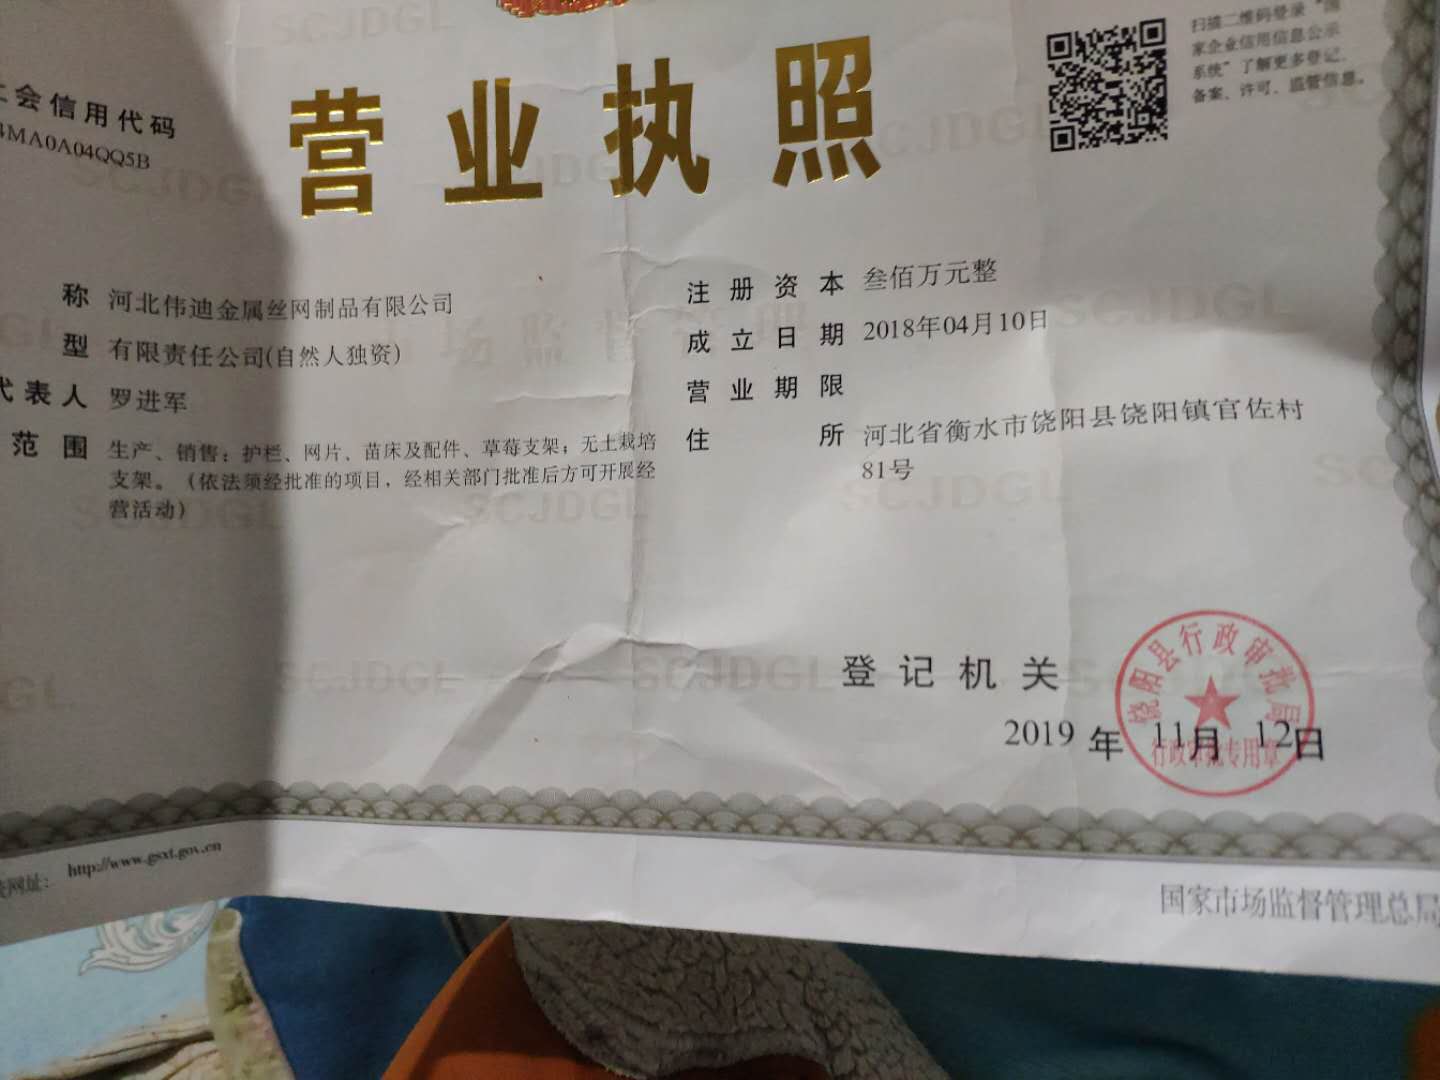 营业执照
会信用代码
MA0A04QQ5B
扫描二维码登录“国
家企业信用信息公示
系统”了解更多登记、
备案、许可、监管信息。
称 河北伟迪金属丝网制品有限公司
型 有限责任公司(自然人独资)
代表人 罗进军
范围 生产、销售：护栏、网片、苗床及配件、草莓支架；无土栽培
支架。（依法须经批准的项目，经相关部门批准后方可开展经
营活动）
注册资本 叁佰万元整
成立日期 2018年04月10日
营业期限
住所 河北省衡水市饶阳县饶阳镇官佐村
81号
登记机关
饶阳县行政审批局
行政审批专用章
2019 年 11月 12日
网址：
http://www.gsxt.gov.cn
国家市场监督管理总局
市场监督管理
SCJDGL